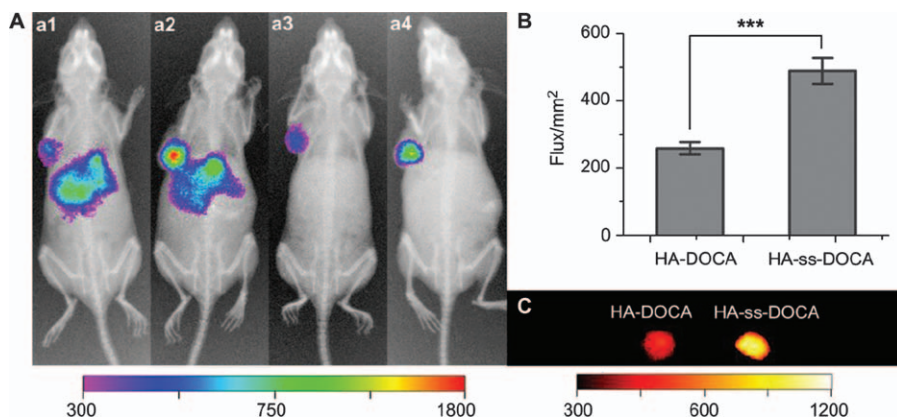 A
a1 a2 a3 a4
300 750 1800
B
***
Flux/mm²
600
400
200
0
HA-DOCA HA-ss-DOCA
C
HA-DOCA HA-ss-DOCA
300 600 1200